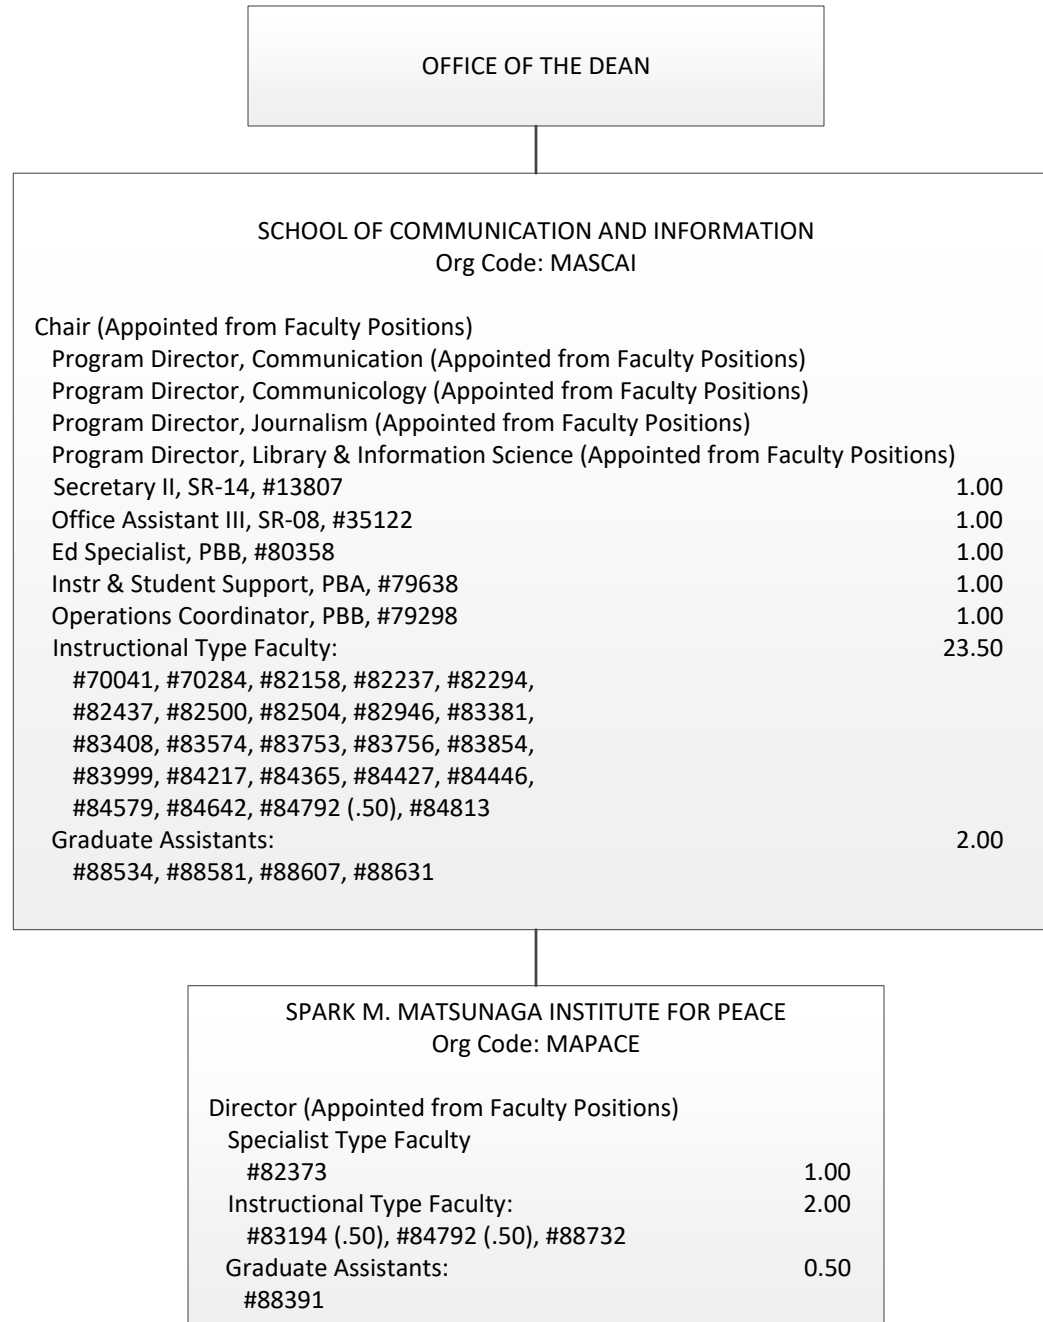 OFFICE OF THE DEAN
SCHOOL OF COMMUNICATION AND INFORMATION
Org Code: MASCAI
Chair (Appointed from Faculty Positions)
Program Director, Communication (Appointed from Faculty Positions)
Program Director, Communicology (Appointed from Faculty Positions)
Program Director, Journalism (Appointed from Faculty Positions)
Program Director, Library & Information Science (Appointed from Faculty Positions)
Secretary II, SR-14, #13807 1.00
Office Assistant III, SR-08, #35122 1.00
Ed Specialist, PBB, #80358 1.00
Instr & Student Support, PBA, #79638 1.00
Operations Coordinator, PBB, #79298 1.00
Instructional Type Faculty: 23.50
#70041, #70284, #82158, #82237, #82294,
#82437, #82500, #82504, #82946, #83381,
#83408, #83574, #83753, #83756, #83854,
#83999, #84217, #84365, #84427, #84446,
#84579, #84642, #84792 (.50), #84813
Graduate Assistants: 2.00
#88534, #88581, #88607, #88631
SPARK M. MATSUNAGA INSTITUTE FOR PEACE
Org Code: MAPACE
Director (Appointed from Faculty Positions)
Specialist Type Faculty
#82373 1.00
Instructional Type Faculty: 2.00
#83194 (.50), #84792 (.50), #88732
Graduate Assistants: 0.50
#88391